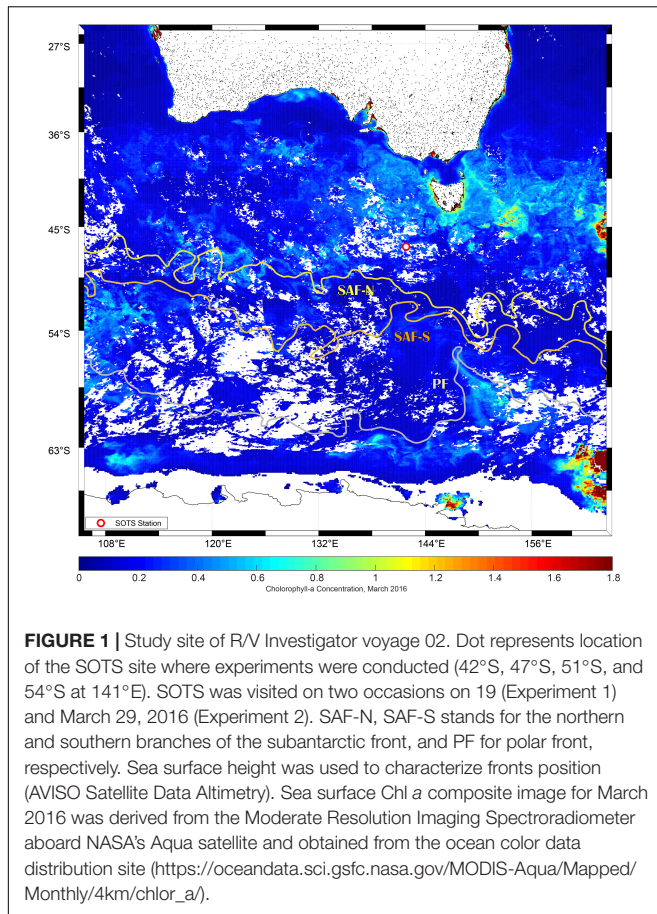 27°S
36°S
45°S
SAF-N
54°S
SAF-S
PF
63°S
SOTS Station
108°E 120°E 132°E 144°E 156°E
0 0.2 0.4 0.6 0.8 1 1.2 1.4 1.6 1.8
Cholorophyll-a Concentration, March 2016
FIGURE 1 | Study site of R/V Investigator voyage 02. Dot represents location
of the SOTS site where experiments were conducted (42°S, 47°S, 51°S, and
54°S at 141°E). SOTS was visited on two occasions on 19 (Experiment 1)
and March 29, 2016 (Experiment 2). SAF-N, SAF-S stands for the northern
and southern branches of the subantarctic front, and PF for polar front,
respectively. Sea surface height was used to characterize fronts position
(AVISO Satellite Data Altimetry). Sea surface Chl a composite image for March
2016 was derived from the Moderate Resolution Imaging Spectroradiometer
aboard NASA's Aqua satellite and obtained from the ocean color data
distribution site (https://oceandata.sci.gsfc.nasa.gov/MODIS-Aqua/Mapped/
Monthly/4km/chlor_a/).